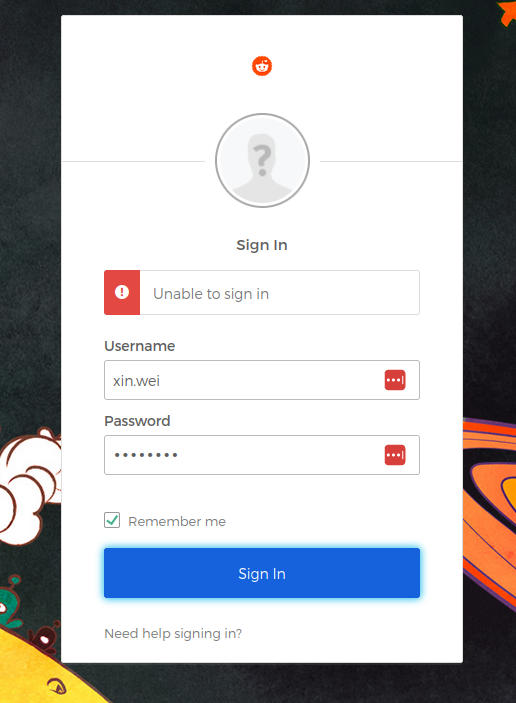 Sign In
Unable to sign in
Username
xin.wei
Password
••••••••
Remember me
Sign In
Need help signing in?